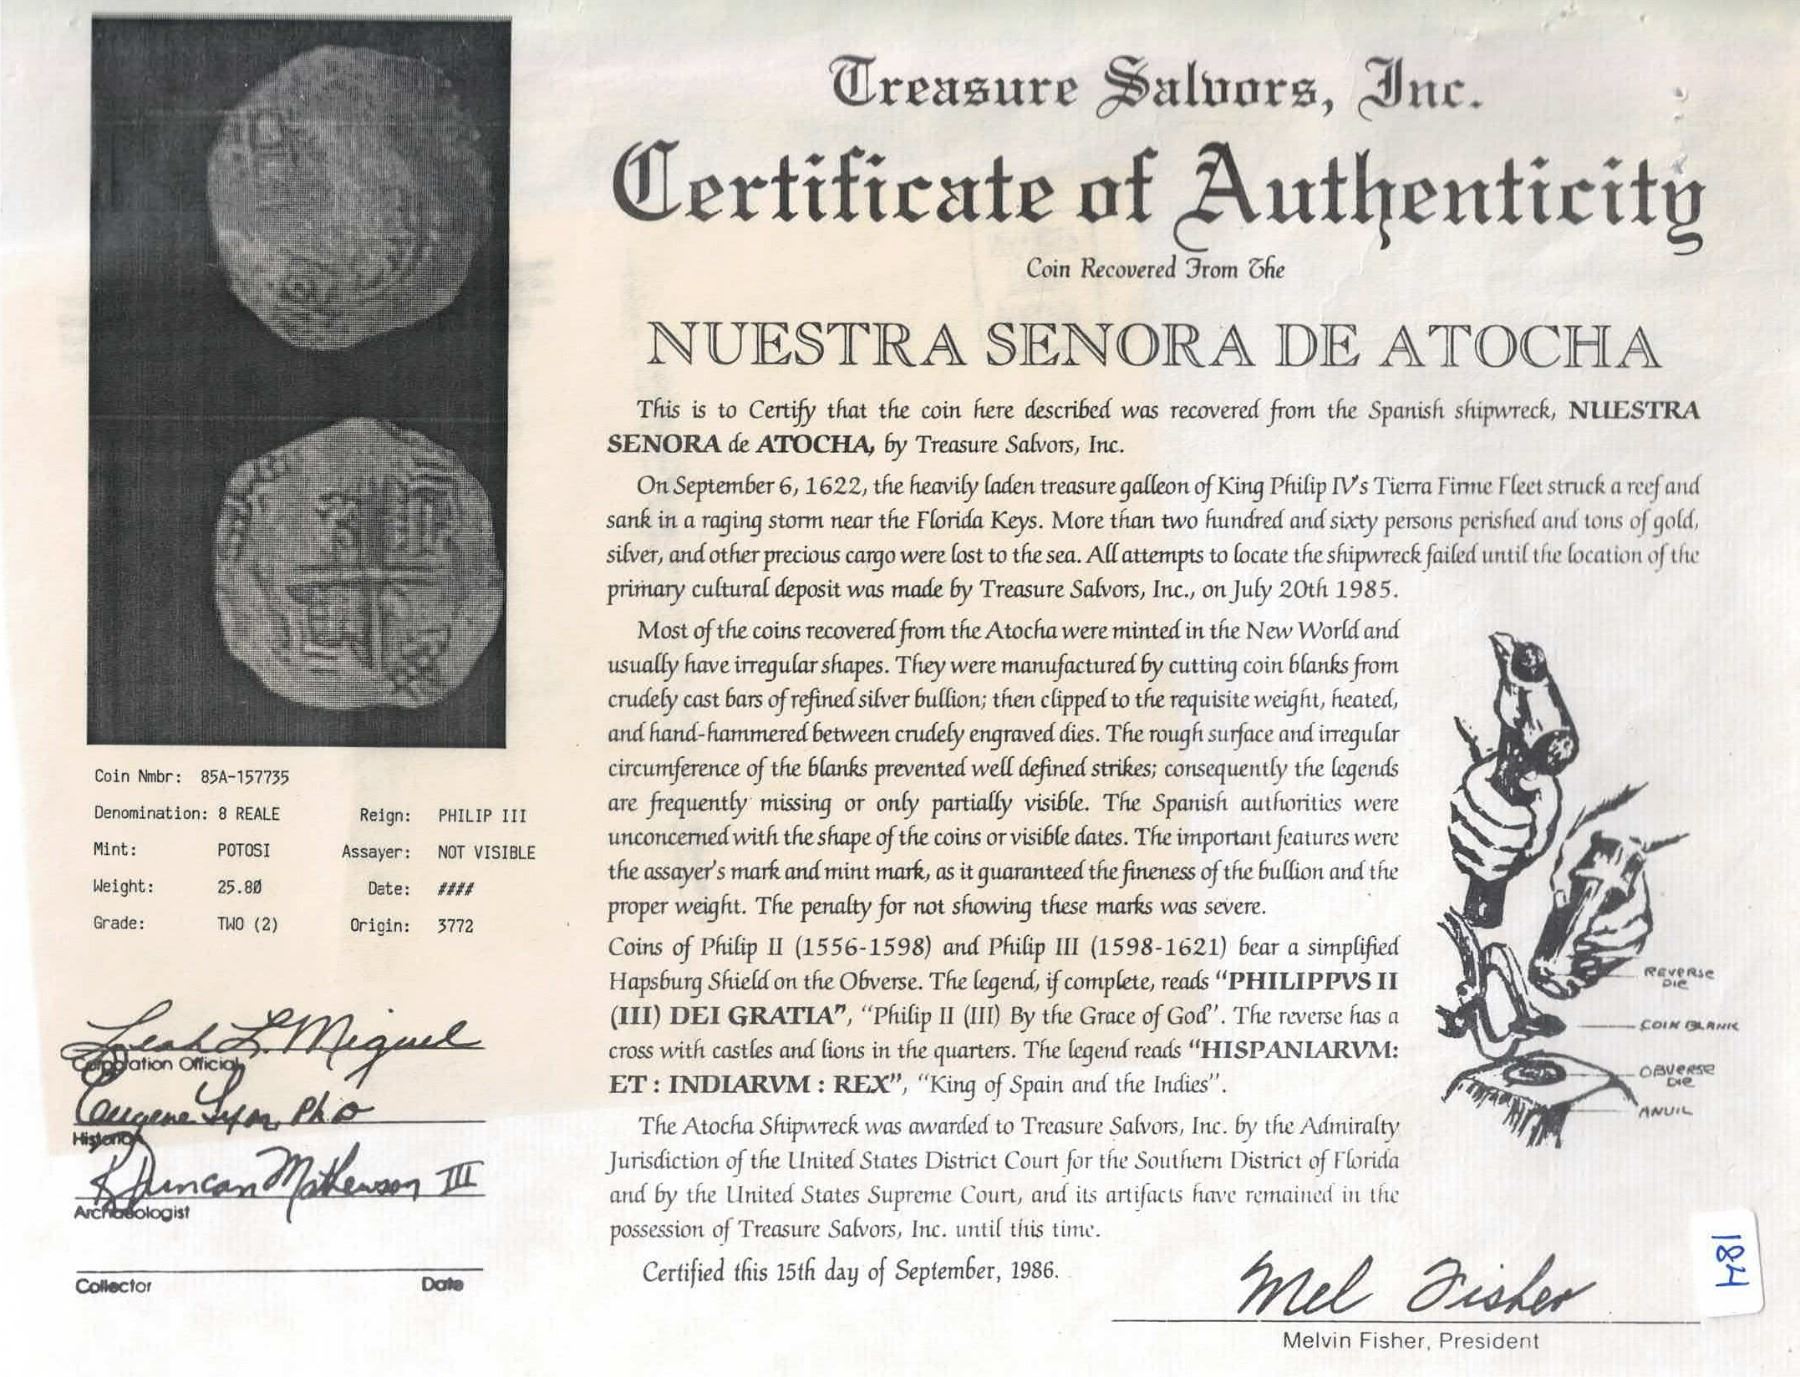 Treasure Salvors, Inc.
Certificate of Authenticity
Coin Recovered From The
NUESTRA SENORA DE ATOCHA
This is to Certify that the coin here described was recovered from the Spanish shipwreck, NUESTRA
SENORA de ATOCHA, by Treasure Salvors, Inc.
On September 6, 1622, the heavily laden treasure galleon of King Philip IV's Tierra Firme Fleet struck a reef and
sank in a raging storm near the Florida Keys. More than two hundred and sixty persons perished and tons of gold,
silver, and other precious cargo were lost to the sea. All attempts to locate the shipwreck failed until the location of the
primary cultural deposit was made by Treasure Salvors, Inc., on July 20th 1985.
Most of the coins recovered from the Atocha were minted in the New World and
usually have irregular shapes. They were manufactured by cutting coin blanks from
crudely cast bars of refined silver bullion; then clipped to the requisite weight, heated,
and hand-hammered between crudely engraved dies. The rough surface and irregular
circumference of the blanks prevented well defined strikes; consequently the legends
are frequently missing or only partially visible. The Spanish authorities were
unconcerned with the shape of the coins or visible dates. The important features were
the assayer's mark and mint mark, as it guaranteed the fineness of the bullion and the
proper weight. The penalty for not showing these marks was severe.
Coins of Philip II (1556-1598) and Philip III (1598-1621) bear a simplified
Hapsburg Shield on the Obverse. The legend, if complete, reads "PHILIPPVS II
(III) DEI GRATIA", "Philip II (III) By the Grace of God". The reverse has a
cross with castles and lions in the quarters. The legend reads "HISPANIARVM:
ET : INDIARVM : REX", "King of Spain and the Indies".
The Atocha Shipwreck was awarded to Treasure Salvors, Inc. by the Admiralty
Jurisdiction of the United States District Court for the Southern District of Florida
and by the United States Supreme Court, and its artifacts have remained in the
possession of Treasure Salvors, Inc. until this time.
Certified this 15th day of September, 1986.
Mel Fisher
Melvin Fisher, President
REVERSE
DIE
COIN BLANK
OBVERSE
DIE
ANVIL
184
Coin Nmbr: 85A-157735
Denomination: 8 REALE Reign: PHILIP III
Mint: POTOSI Assayer: NOT VISIBLE
Weight: 25.80 Date: ####
Grade: TWO (2) Origin: 3772
Leah L. Miguel
Corporation Official
Eugene Lyon, Ph.D
Historian
R Duncan Mathewson III
Archaeologist
Collector Date